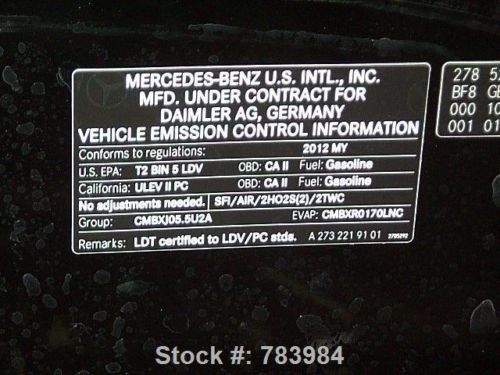 MERCEDES-BENZ U.S. INTL., INC.
MFD. UNDER CONTRACT FOR
DAIMLER AG, GERMANY
VEHICLE EMISSION CONTROL INFORMATION
Conforms to regulations: 2012 MY
U.S. EPA: T2 BIN 5 LDV OBD: CA II Fuel: Gasoline
California: ULEV II PC OBD: CA II Fuel: Gasoline
No adjustments needed. SFI/AIR/2HO2S(2)/2TWC
Group: CMBXJ05.5U2A EVAP: CMBXR0170LNC
Remarks: LDT certified to LDV/PC stds. A 273 221 91 01
278
BF8
000 10
001 01
Stock #: 783984